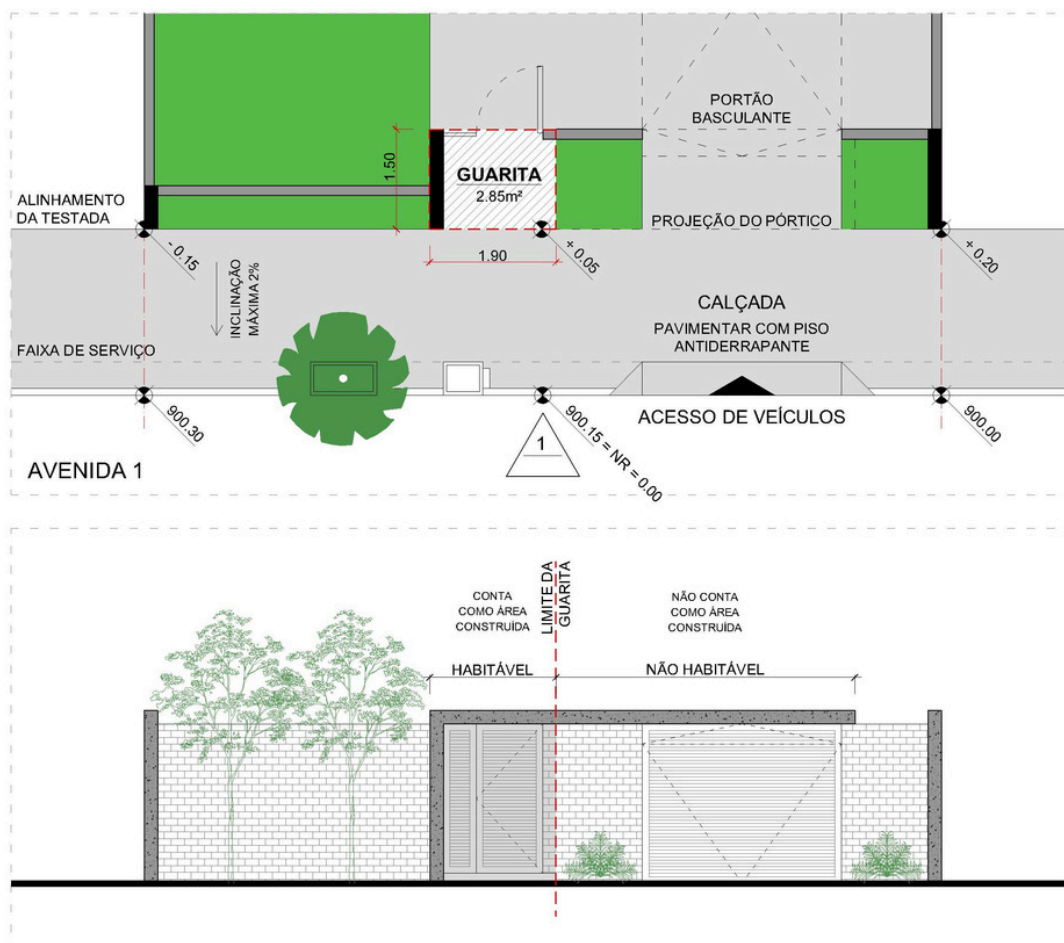 PORTÃO
BASCULANTE
1.50
GUARITA
2.85m²
ALINHAMENTO
DA TESTADA
PROJEÇÃO DO PÓRTICO
- 0.15
1.90
+ 0.05
+ 0.20
INCLINAÇÃO
MÁXIMA 2%
CALÇADA
PAVIMENTAR COM PISO
ANTIDERRAPANTE
FAIXA DE SERVIÇO
900.30
900.15 = NR = 0.00
ACESSO DE VEÍCULOS
900.00
1
AVENIDA 1
CONTA
COMO ÁREA
CONSTRUÍDA
LIMITE DA
GUARITA
NÃO CONTA
COMO ÁREA
CONSTRUÍDA
HABITÁVEL
NÃO HABITÁVEL